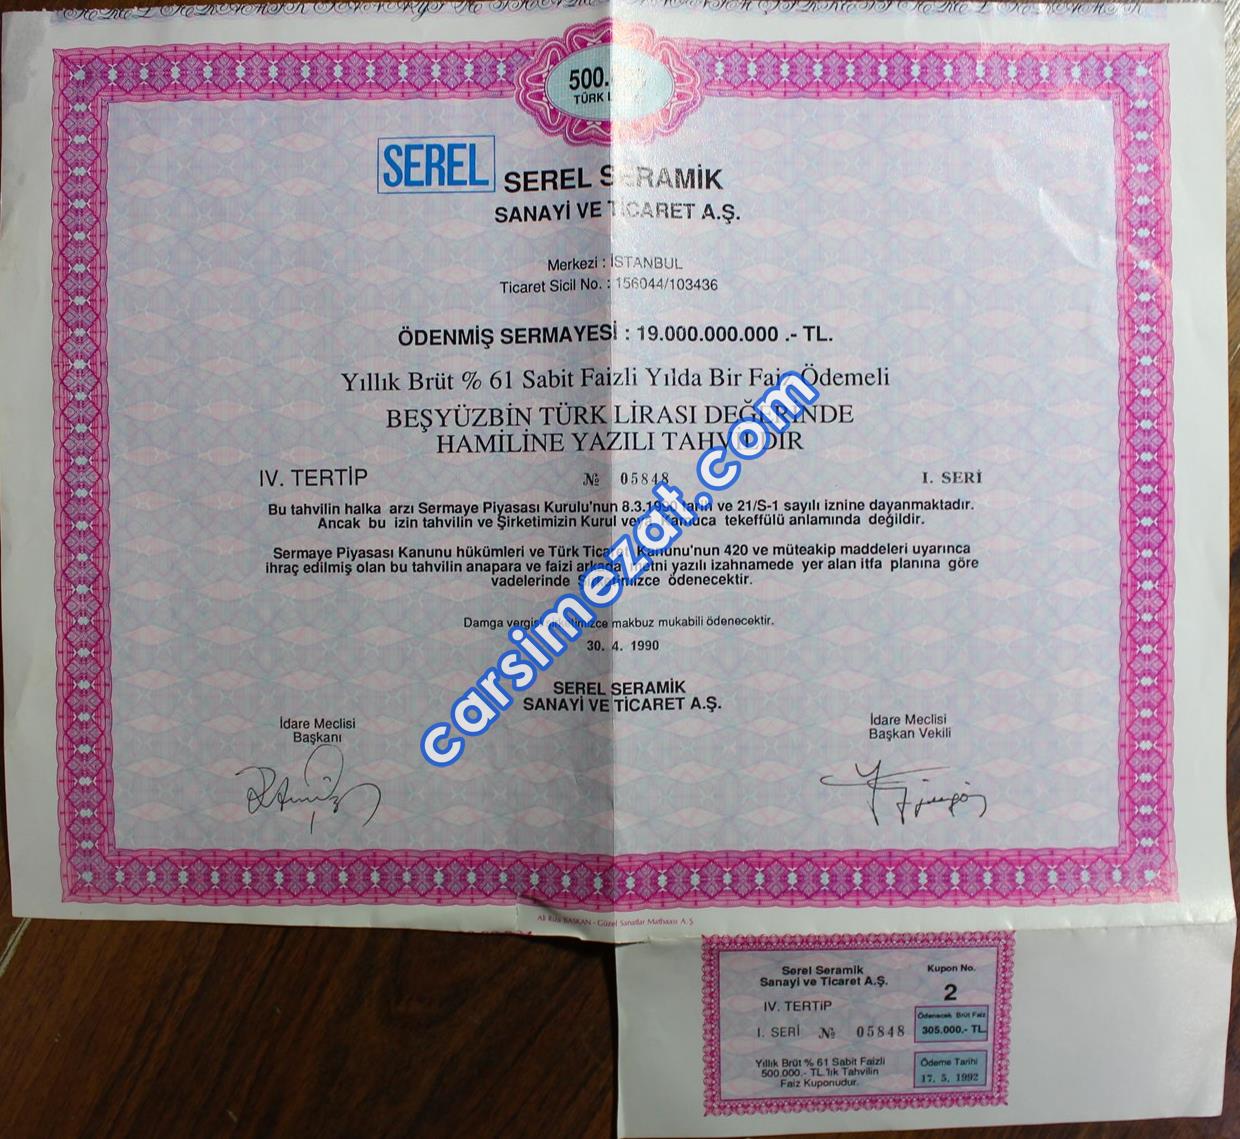 500.
TÜRK L
SEREL
SEREL SERAMİK
SANAYİ VE TİCARET A.Ş.
Merkezi : İSTANBUL
Ticaret Sicil No. : 156044/103436
ÖDENMİŞ SERMAYESİ : 19.000.000.000 .- TL.
Yıllık Brüt % 61 Sabit Faizli Yılda Bir Faiz Ödemeli
BEŞYÜZBİN TÜRK LİRASI DEĞERİNDE
HAMİLİNE YAZILI TAHVİLDİR
IV. TERTİP № 05848 I. SERİ
Bu tahvilin halka arzı Sermaye Piyasası Kurulu'nun 8.3.1990 tarih ve 21/S-1 sayılı iznine dayanmaktadır.
Ancak bu izin tahvilin ve Şirketimizin Kurul veya Kamuca tekeffülü anlamında değildir.
Sermaye Piyasası Kanunu hükümleri ve Türk Ticaret Kanunu'nun 420 ve müteakip maddeleri uyarınca
ihraç edilmiş olan bu tahvilin anapara ve faizi arkada metni yazılı izahnamede yer alan itfa planına göre
vadelerinde Şirketimizce ödenecektir.
Damga vergisi şirketimizce makbuz mukabili ödenecektir.
30. 4. 1990
SEREL SERAMİK
SANAYİ VE TİCARET A.Ş.
İdare Meclisi
Başkanı
İdare Meclisi
Başkan Vekili
carsimezat.com
Ali Rıza BASKAN - Güzel Sanatlar Matbaası A.Ş.
Serel Seramik
Sanayi ve Ticaret A.Ş.
IV. TERTİP
I. SERİ № 05848
Yıllık Brüt % 61 Sabit Faizli
500.000.- TL.'lık Tahvilin
Faiz Kuponudur.
Kupon No.
2
Ödenecek Brüt Faiz
305.000.- TL
Ödeme Tarihi
17. 5. 1992